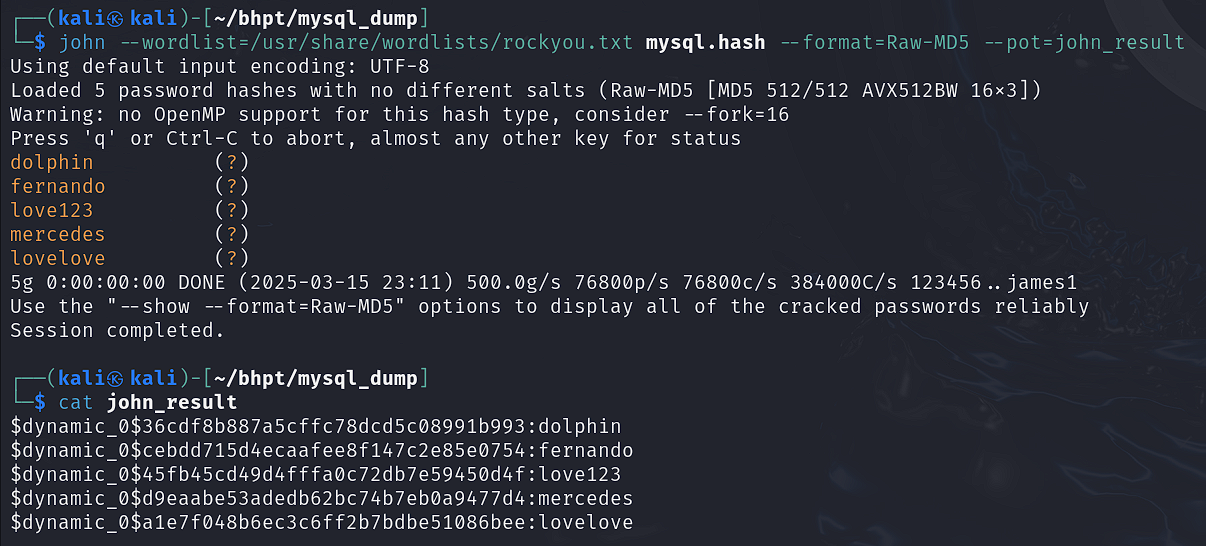 ┌──(kali㉿kali)-[~/bhpt/mysql_dump]
└─$ john --wordlist=/usr/share/wordlists/rockyou.txt mysql.hash --format=Raw-MD5 --pot=john_result
Using default input encoding: UTF-8
Loaded 5 password hashes with no different salts (Raw-MD5 [MD5 512/512 AVX512BW 16×3])
Warning: no OpenMP support for this hash type, consider --fork=16
Press 'q' or Ctrl-C to abort, almost any other key for status
dolphin          (?)
fernando         (?)
love123          (?)
mercedes         (?)
lovelove         (?)
5g 0:00:00:00 DONE (2025-03-15 23:11) 500.0g/s 76800p/s 76800c/s 384000C/s 123456..james1
Use the "--show --format=Raw-MD5" options to display all of the cracked passwords reliably
Session completed.
┌──(kali㉿kali)-[~/bhpt/mysql_dump]
└─$ cat john_result
$dynamic_0$36cdf8b887a5cffc78dcd5c08991b993:dolphin
$dynamic_0$cebdd715d4ecaafee8f147c2e85e0754:fernando
$dynamic_0$45fb45cd49d4fffa0c72db7e59450d4f:love123
$dynamic_0$d9eaabe53adedb62bc74b7eb0a9477d4:mercedes
$dynamic_0$a1e7f048b6ec3c6ff2b7bdbe51086bee:lovelove